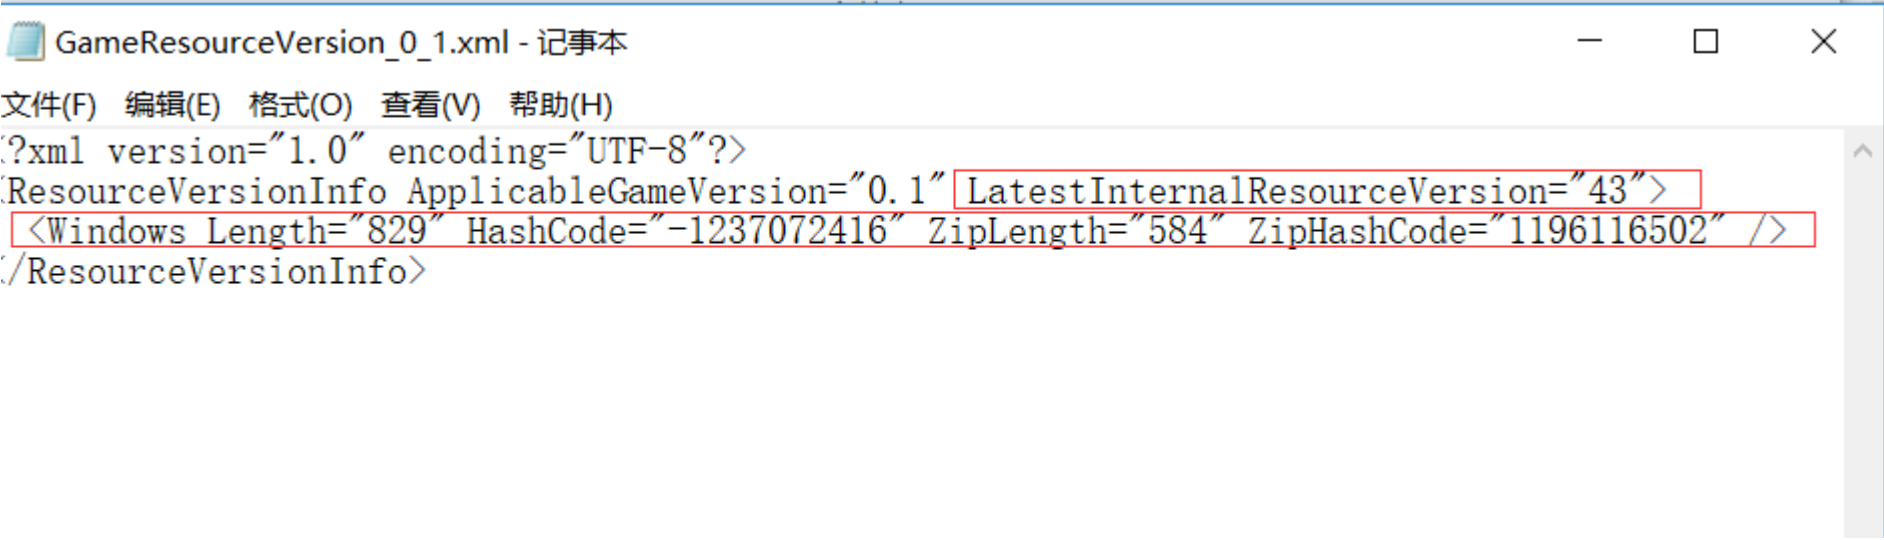 GameResourceVersion_0_1.xml - 记事本
文件(F) 编辑(E) 格式(O) 查看(V) 帮助(H)
?xml version="1.0" encoding="UTF-8"?>
ResourceVersionInfo ApplicableGameVersion="0.1" LatestInternalResourceVersion="43">
<Windows Length="829" HashCode="-1237072416" ZipLength="584" ZipHashCode="1196116502" />
/ResourceVersionInfo>